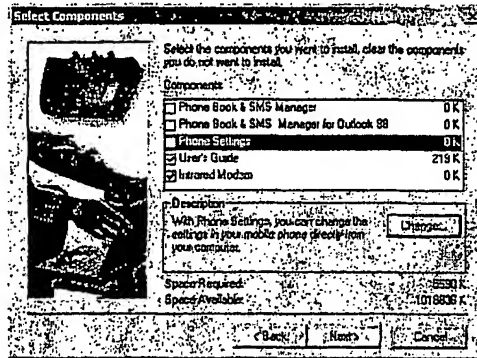 Select Components
Select the components you want to install, clear the components
you do not want to install.
Components
Phone Book & SMS Manager 0 K
Phone Book & SMS Manager for Outlook 98 0 K
Phone Settings 0 K
User's Guide 219 K
Infrared Modem 0 K
Description
With Phone Settings, you can change the
settings in your mobile phone directly from
your computer.
Change...
Space Required: 6530 K
Space Available: 1016836 K
< Back Next > Cancel